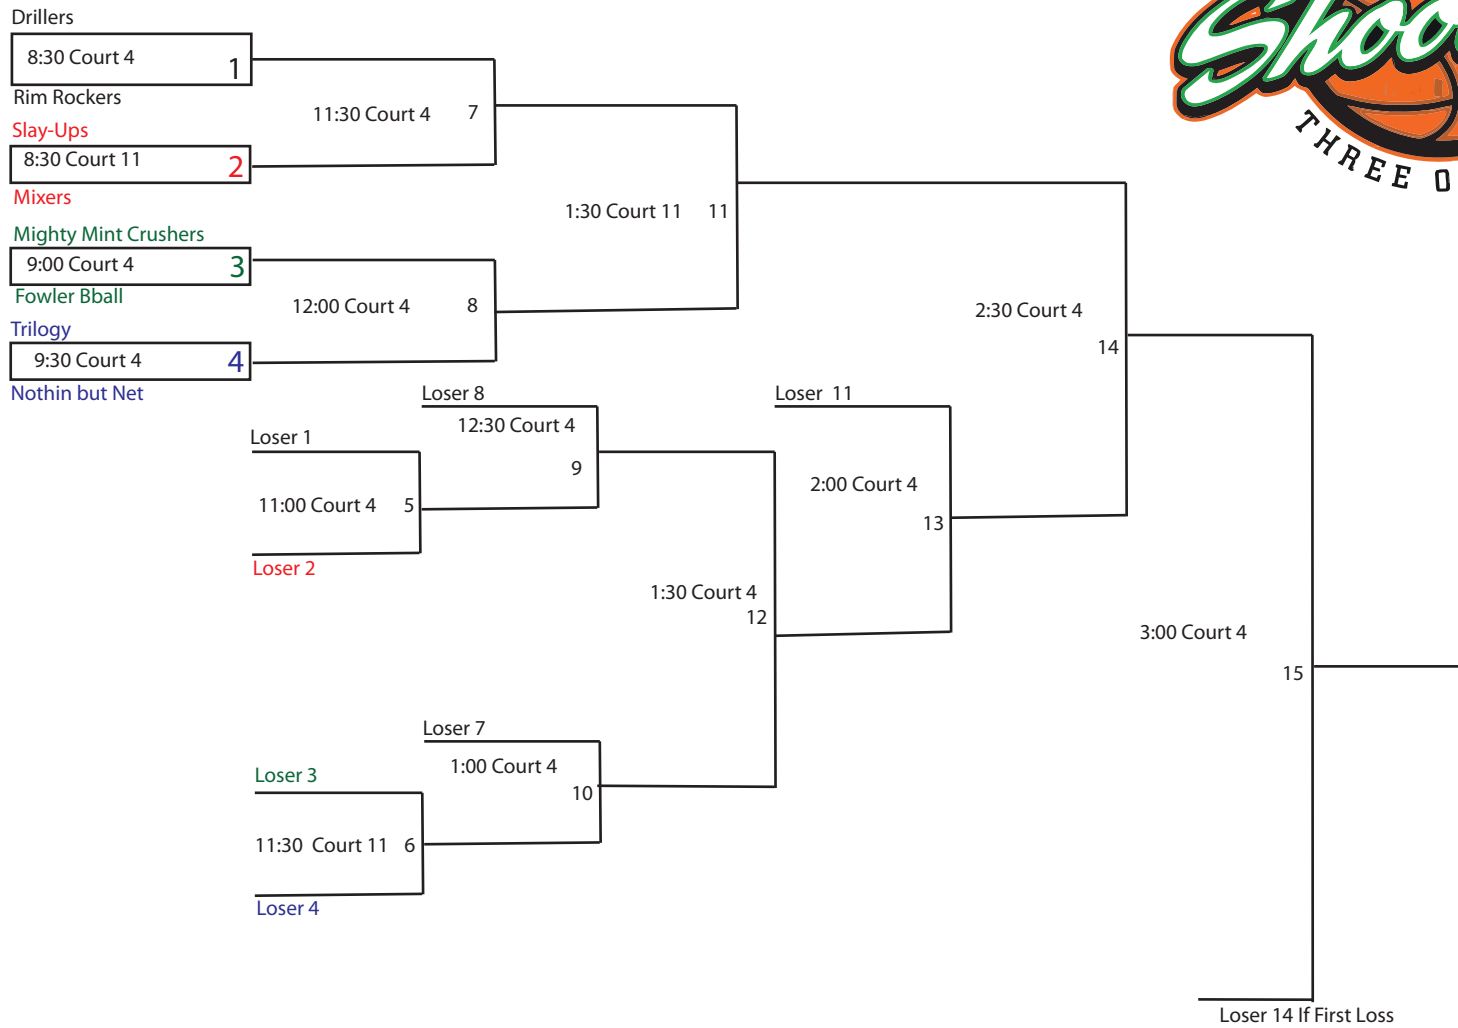 Drillers
8:30 Court 4 1
Rim Rockers
Slay-Ups
8:30 Court 11 2
Mixers
Mighty Mint Crushers
9:00 Court 4 3
Fowler Bball
Trilogy
9:30 Court 4 4
Nothin but Net
11:30 Court 4 7
12:00 Court 4 8
1:30 Court 11 11
2:30 Court 4
14
Loser 8
12:30 Court 4
9
Loser 1
11:00 Court 4 5
Loser 2
Loser 11
2:00 Court 4
13
1:30 Court 4
12
Loser 7
1:00 Court 4
10
Loser 3
11:30 Court 11 6
Loser 4
3:00 Court 4
15
Loser 14 If First Loss
THREE